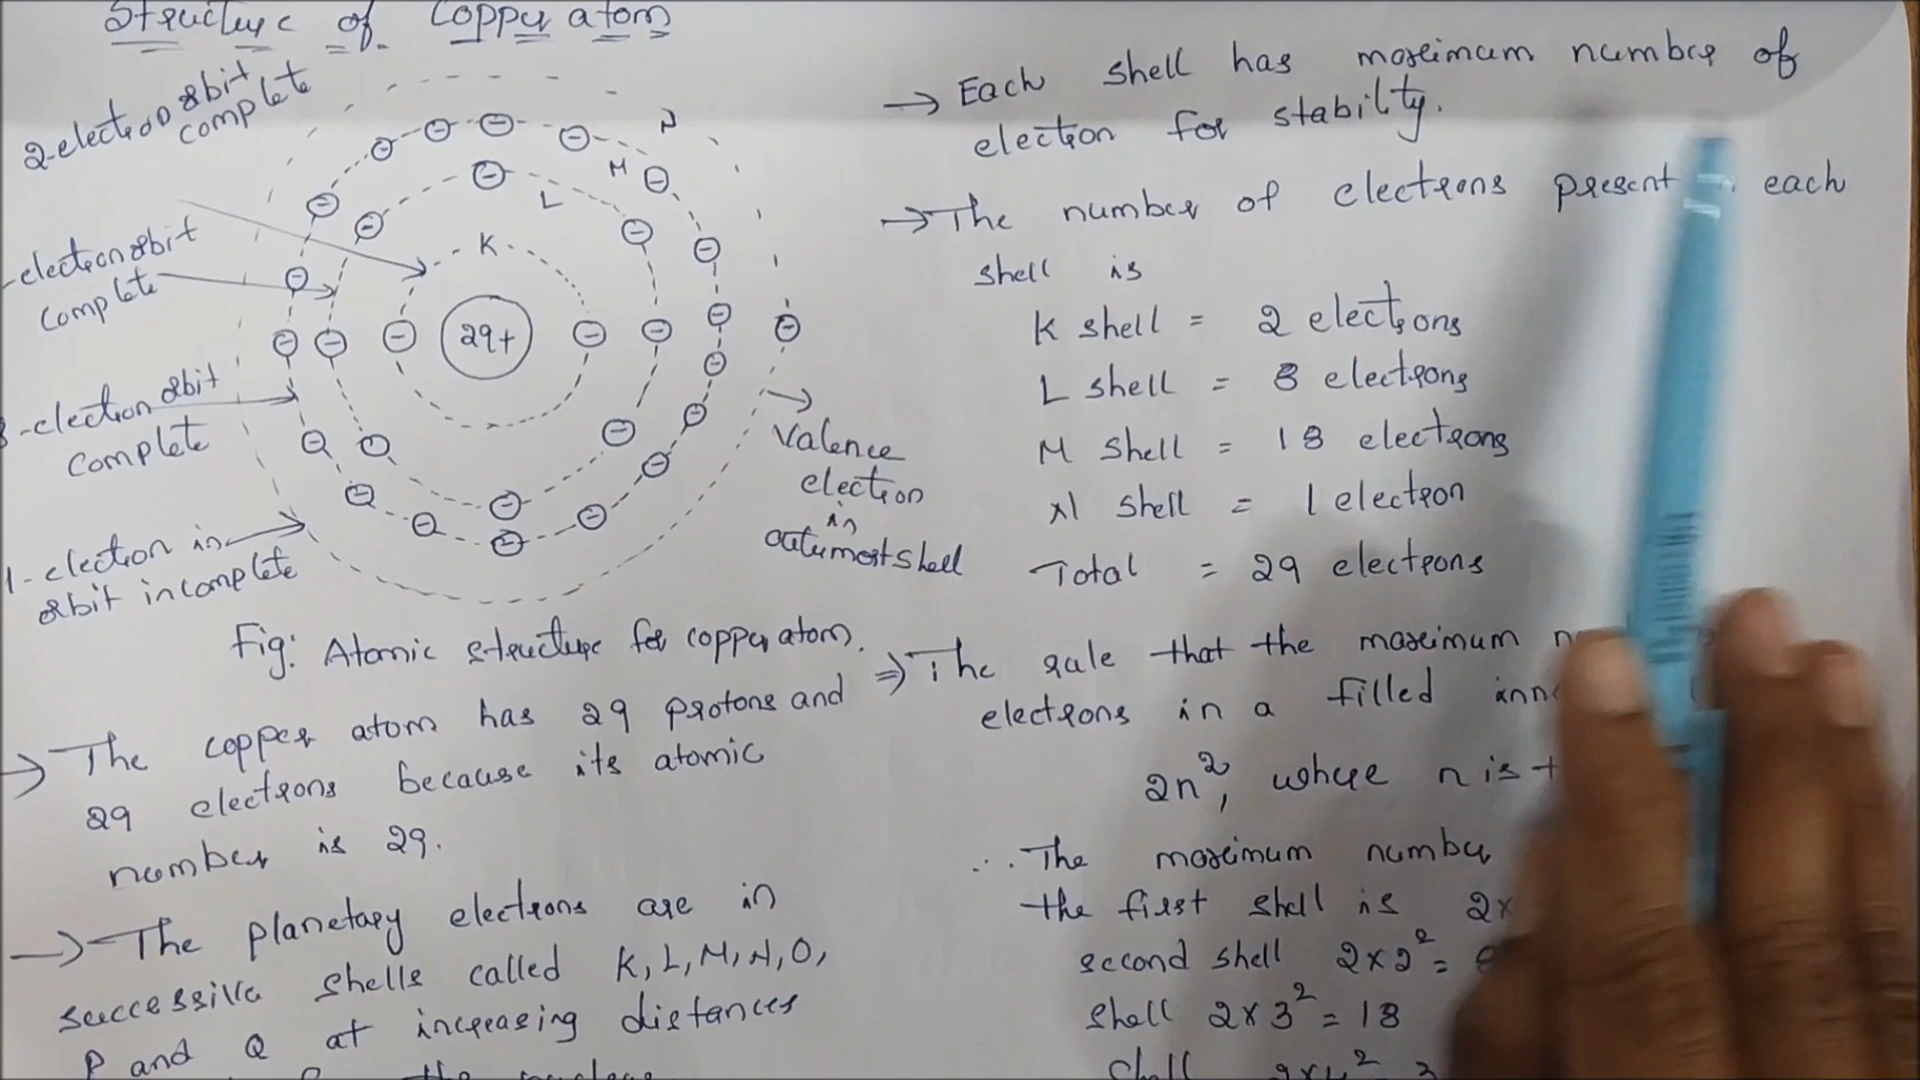 Structure of Copper atom
2-electron orbit
complete
-electron orbit
complete
-electron orbit
complete
1-electron in
orbit incomplete
N
M
L
K
29+
Valence
electron
in
outermost shell
Fig: Atomic structure for copper atom.
→ The copper atom has 29 protons and
29 electrons because its atomic
number is 29.
→ The planetary electrons are in
successive shells called K, L, M, N, O,
P and Q at increasing distances
the nucleus
→ Each shell has maximum number of
electron for stability.
→ The number of electrons present each
shell is
K shell = 2 electrons
L shell = 8 electrons
M shell = 18 electrons
N shell = 1 electron
Total = 29 electrons
⇒ The rule that the maximum
electrons in a filled
2n², where n is
∴ The maximum number
the first shell is 2×
second shell 2×2² =
shell 2×3² = 18
shell 2×4²